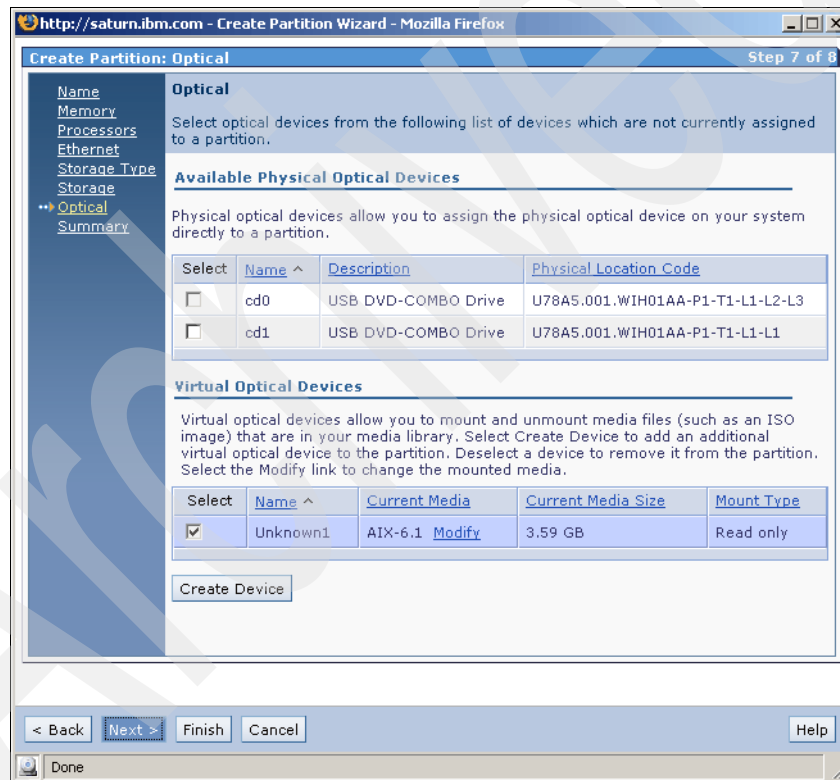 http://saturn.ibm.com - Create Partition Wizard - Mozilla Firefox
Create Partition: Optical Step 7 of 8
Name
Memory
Processors
Ethernet
Storage Type
Storage
Optical
Summary
Optical
Select optical devices from the following list of devices which are not currently assigned
to a partition.
Available Physical Optical Devices
Physical optical devices allow you to assign the physical optical device on your system
directly to a partition.
Select Name ^ Description Physical Location Code
cd0 USB DVD-COMBO Drive U78A5.001.WIH01AA-P1-T1-L1-L2-L3
cd1 USB DVD-COMBO Drive U78A5.001.WIH01AA-P1-T1-L1-L1
Virtual Optical Devices
Virtual optical devices allow you to mount and unmount media files (such as an ISO
image) that are in your media library. Select Create Device to add an additional
virtual optical device to the partition. Deselect a device to remove it from the partition.
Select the Modify link to change the mounted media.
Select Name ^ Current Media Current Media Size Mount Type
Unknown1 AIX-6.1 Modify 3.59 GB Read only
Create Device
< Back Next > Finish Cancel Help
Done